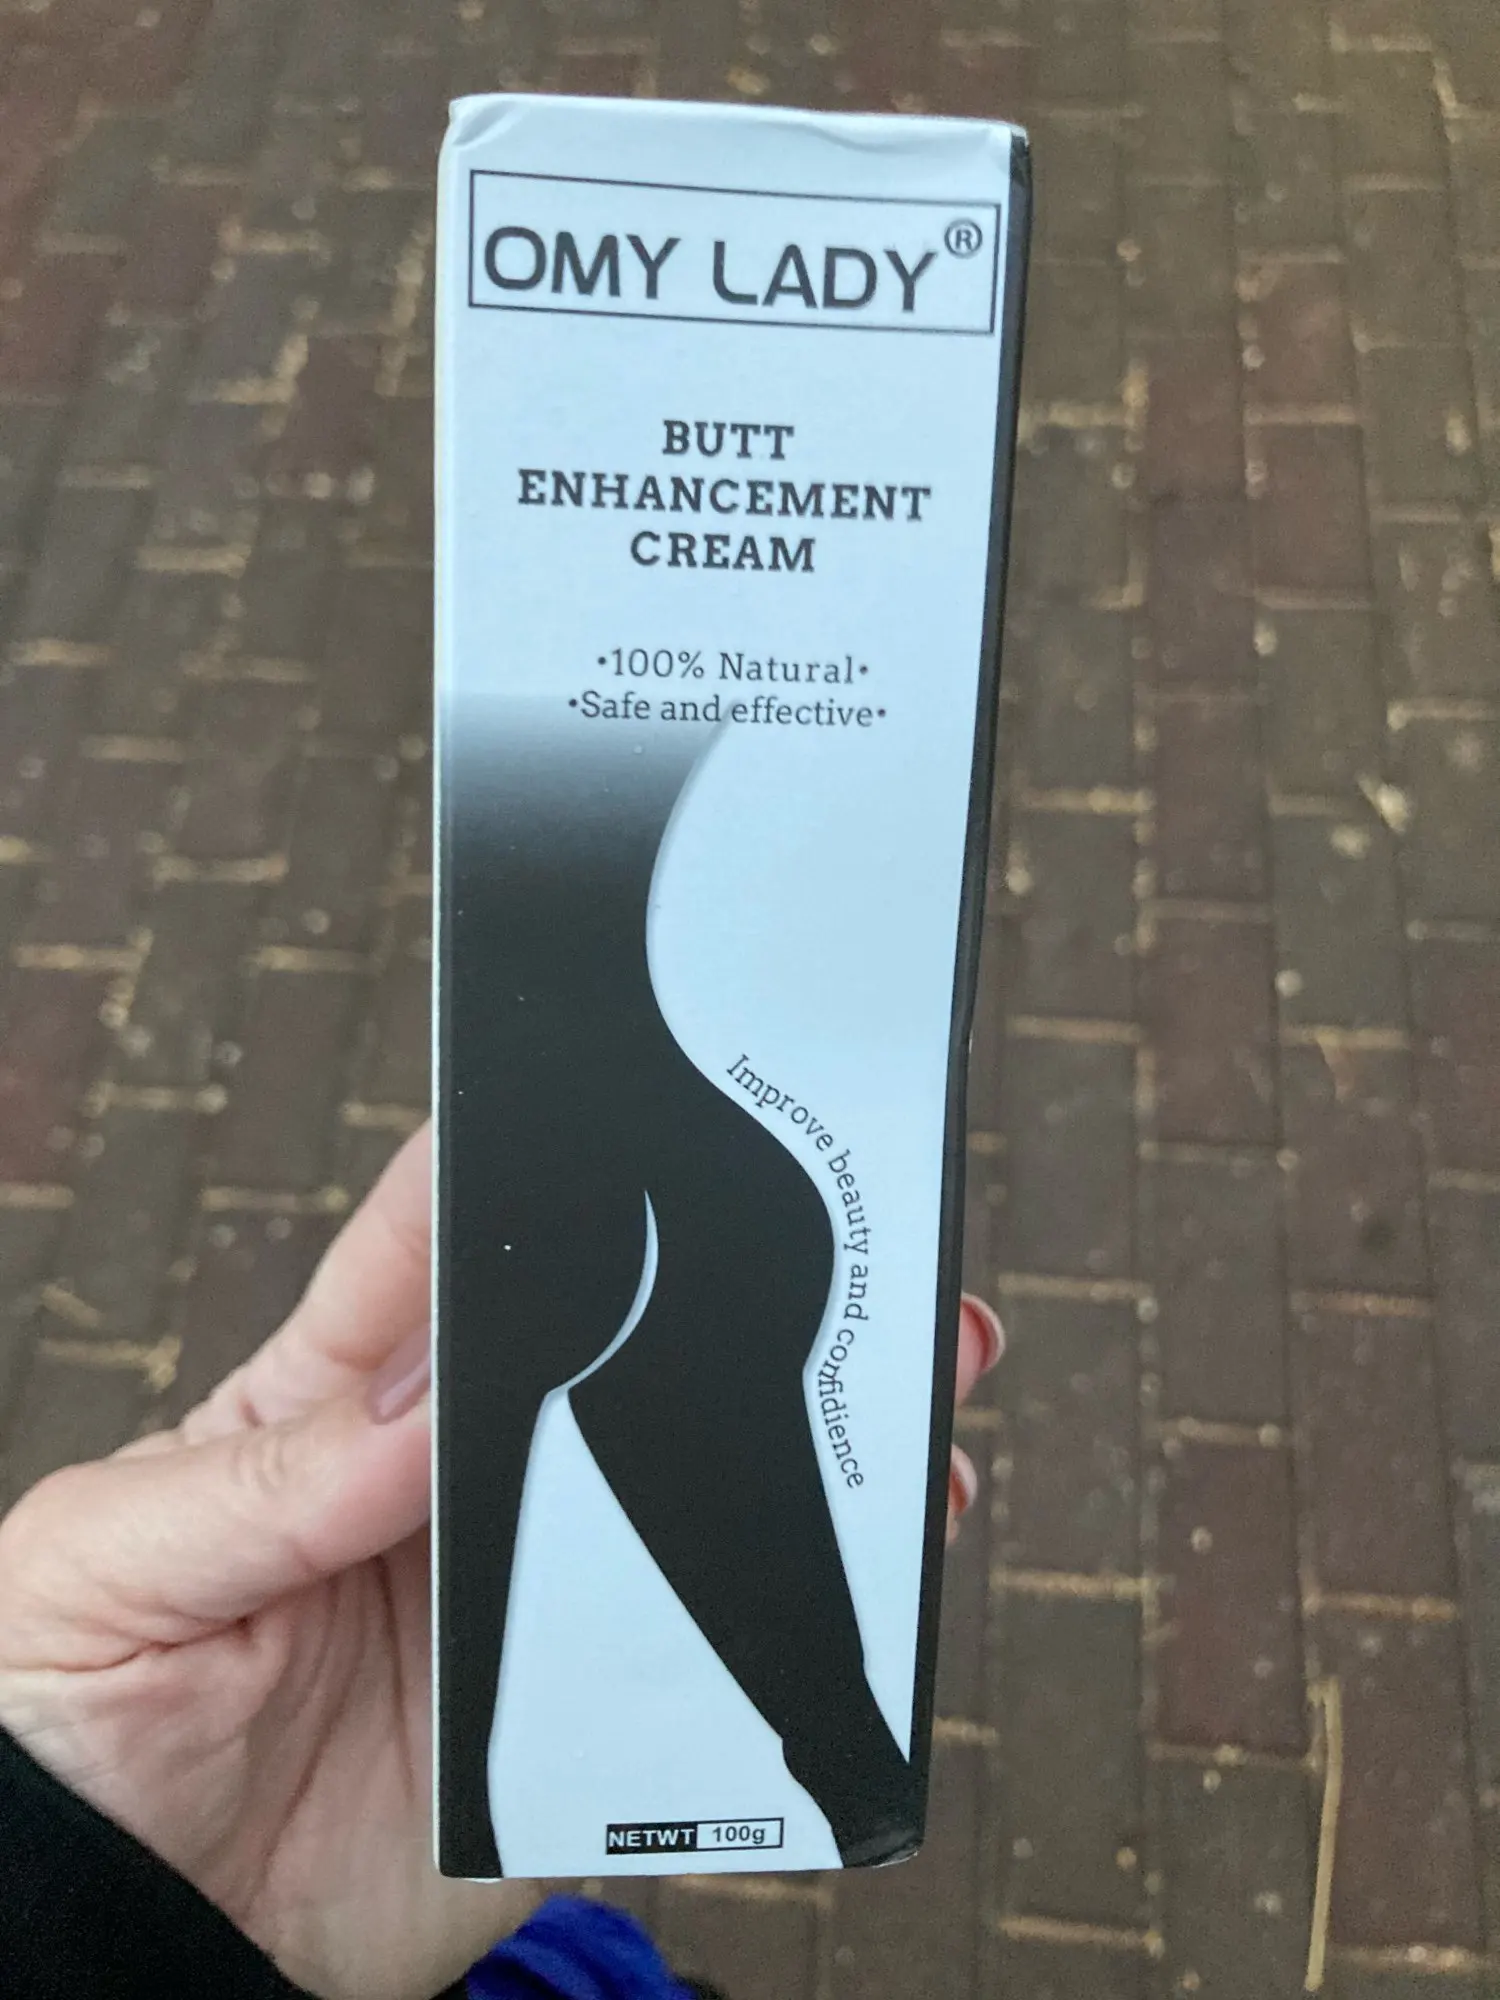 OMY LADY®
BUTT
ENHANCEMENT
CREAM
•100% Natural•
•Safe and effective•
Improve beauty and confidience
NETWT 100g